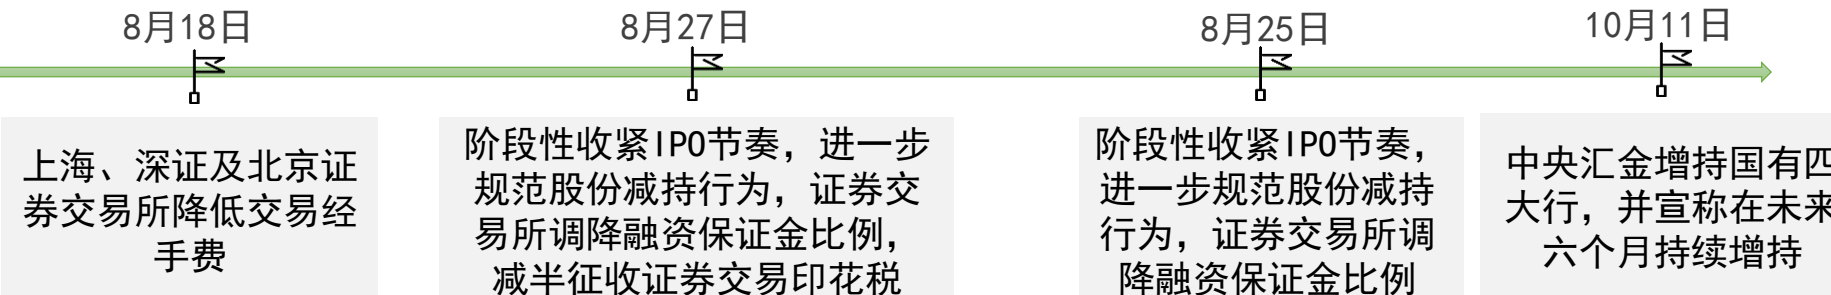 8月18日
上海、深证及北京证
券交易所降低交易经
手费
8月27日
阶段性收紧IPO节奏，进一步
规范股份减持行为，证券交
易所调降融资保证金比例，
减半征收证券交易印花税
8月25日
阶段性收紧IPO节奏，
进一步规范股份减持
行为，证券交易所调
降融资保证金比例
10月11日
中央汇金增持国有四
大行，并宣称在未来
六个月持续增持